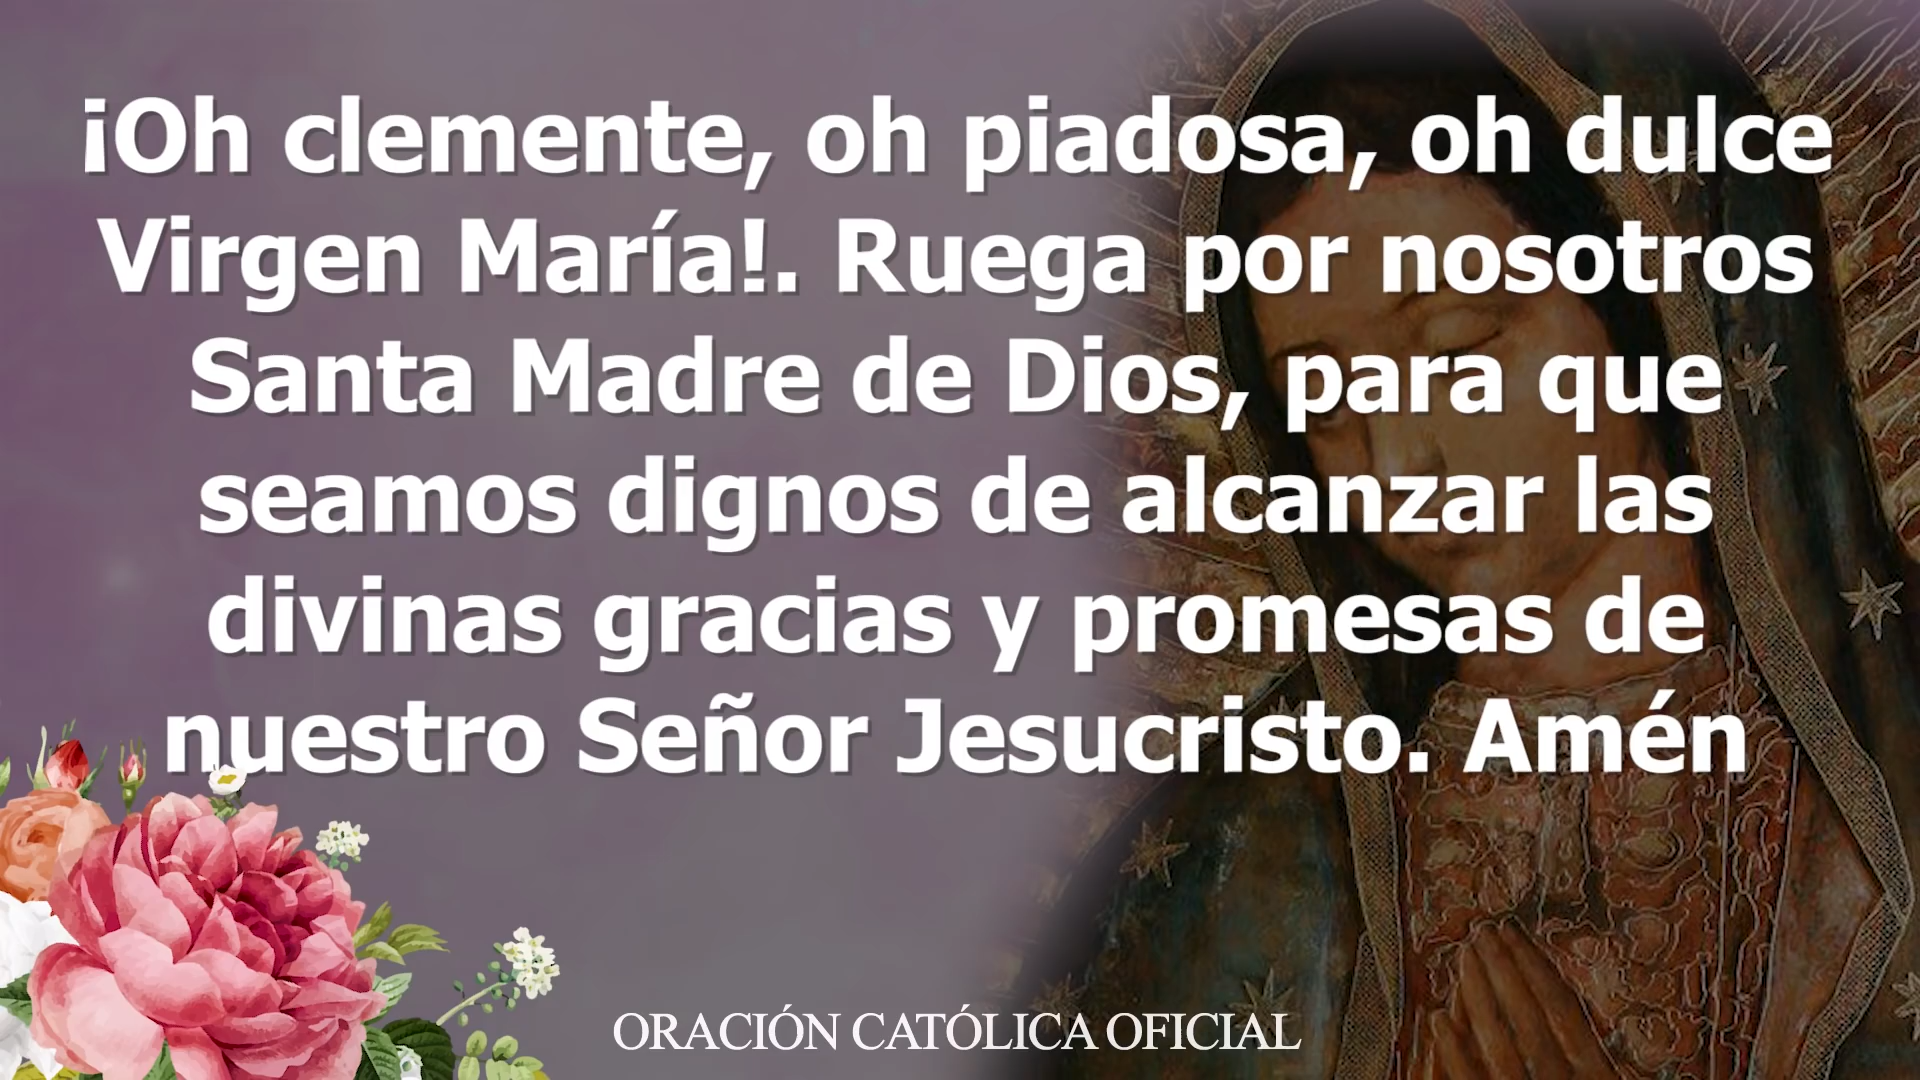 ¡Oh clemente, oh piadosa, oh dulce
Virgen María!. Ruega por nosotros
Santa Madre de Dios, para que
seamos dignos de alcanzar las
divinas gracias y promesas de
nuestro Señor Jesucristo. Amén
ORACIÓN CATÓLICA OFICIAL